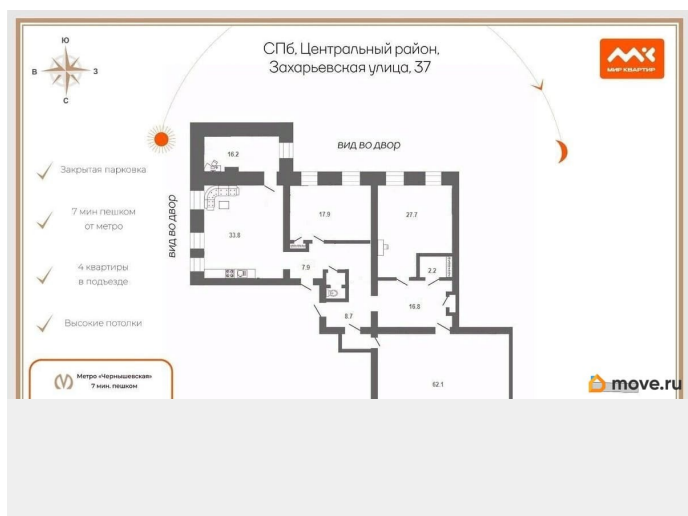 СПб, Центральный район,
Захарьевская улица, 37
МИР КВАРТИР
Ю
В
З
С
вид во двор
Закрытая парковка
7 мин пешком
от метро
4 квартиры
в подъезде
Высокие потолки
вид во двор
16.2
33.8
17.9
27.7
7.9
2.2
16.8
8.7
62.1
Метро «Чернышевская»
7 мин. пешком
move.ru